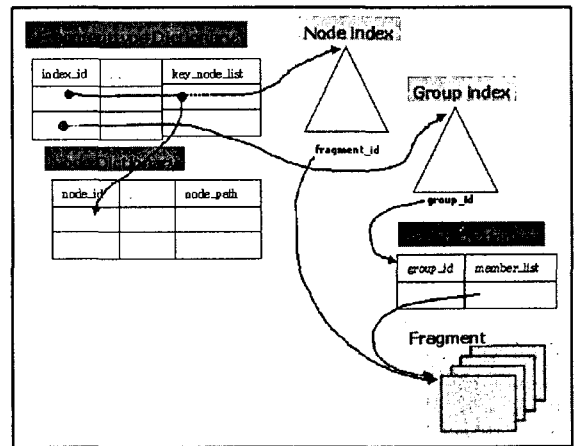 Node Index
index_id
key_node_list
Group Index
fragment_id
node_id
node_path
group_id
group_id
member_list
Fragment